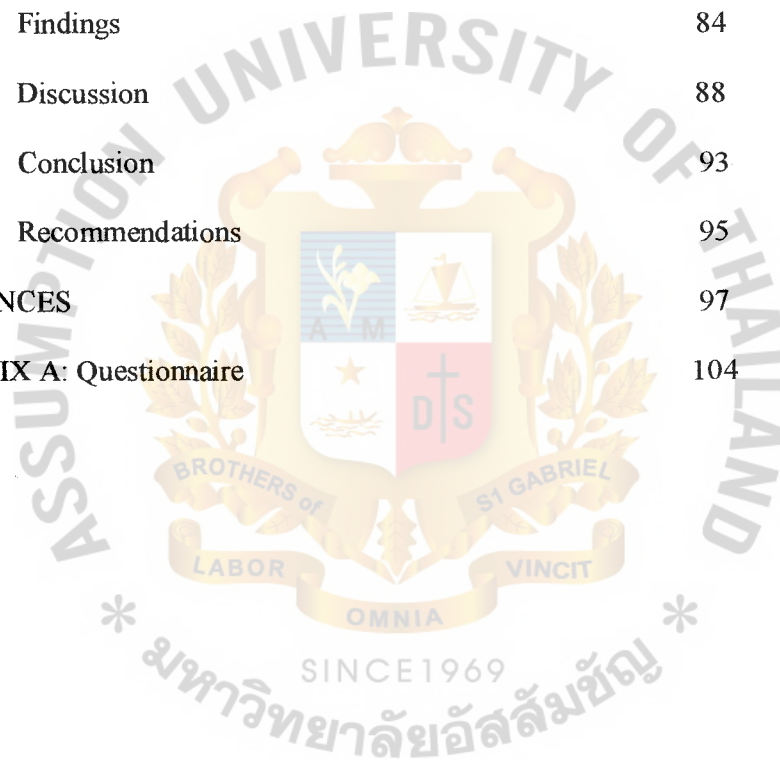 Findings 84
Discussion 88
Conclusion 93
Recommendations 95
NCES 97
IX A: Questionnaire 104
ASSUMPTION UNIVERSITY OF THAILAND
A M
D S
BROTHERS of S1 GABRIEL
LABOR VINCIT
OMNIA
* SINCE1969 *
มหาวิทยาลัยอัสสัมชัญ